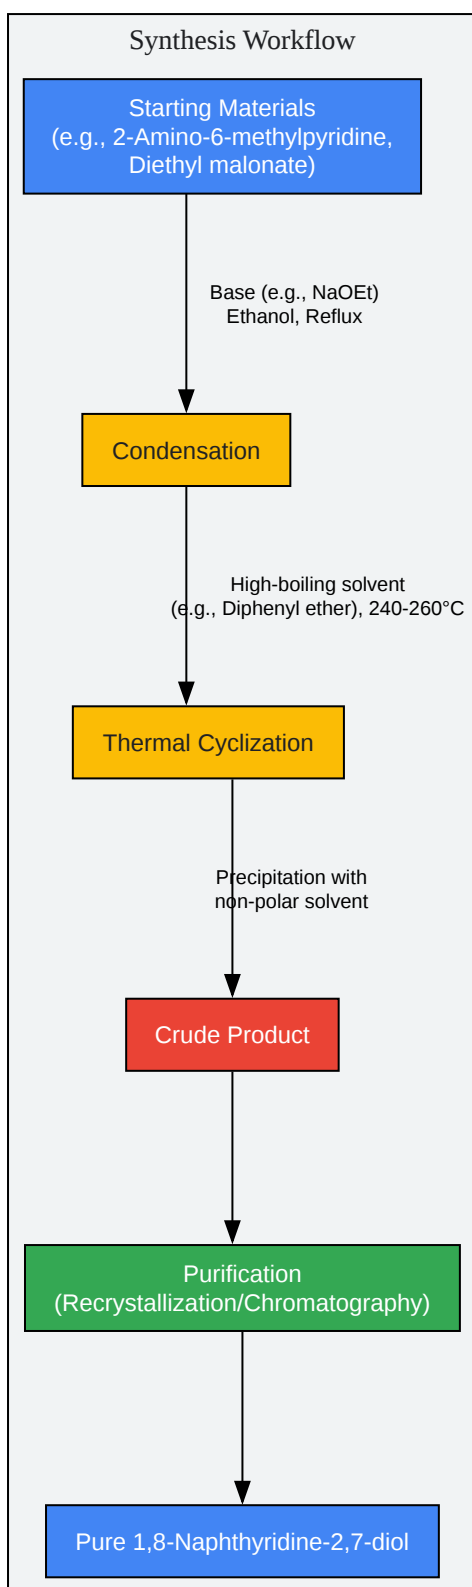 Synthesis Workflow
Starting Materials
(e.g., 2-Amino-6-methylpyridine,
Diethyl malonate)
Base (e.g., NaOEt)
Ethanol, Reflux
Condensation
High-boiling solvent
(e.g., Diphenyl ether), 240-260°C
Thermal Cyclization
Precipitation with
non-polar solvent
Crude Product
Purification
(Recrystallization/Chromatography)
Pure 1,8-Naphthyridine-2,7-diol